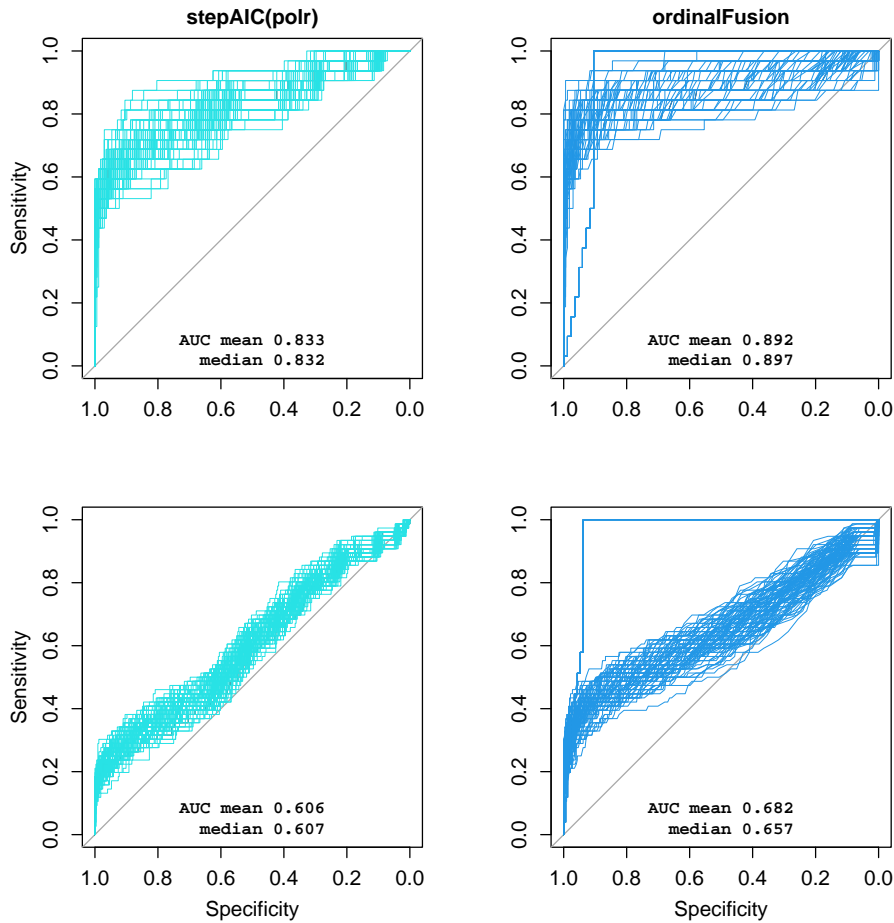 stepAIC(polr)
ordinalFusion
Sensitivity
1.0
0.8
0.6
0.4
0.2
0.0
AUC mean 0.833
median 0.832
1.0 0.8 0.6 0.4 0.2 0.0
1.0
0.8
0.6
0.4
0.2
0.0
AUC mean 0.892
median 0.897
1.0 0.8 0.6 0.4 0.2 0.0
Sensitivity
1.0
0.8
0.6
0.4
0.2
0.0
AUC mean 0.606
median 0.607
1.0 0.8 0.6 0.4 0.2 0.0
Specificity
1.0
0.8
0.6
0.4
0.2
0.0
AUC mean 0.682
median 0.657
1.0 0.8 0.6 0.4 0.2 0.0
Specificity